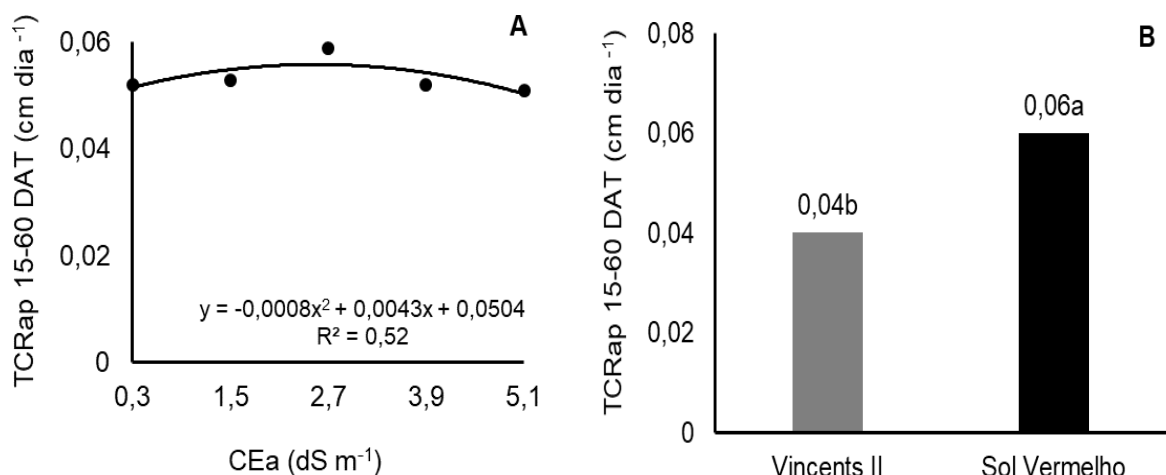 TCRap 15-60 DAT (cm dia ⁻¹)
A
0,06
0,04
0,02
0
y = -0,0008x² + 0,0043x + 0,0504
R² = 0,52
0,3 1,5 2,7 3,9 5,1
CEa (dS m⁻¹)
TCRap 15-60 DAT (cm dia ⁻¹)
B
0,08
0,06
0,04
0,02
0
0,04b
0,06a
Vincents II Sol Vermelho